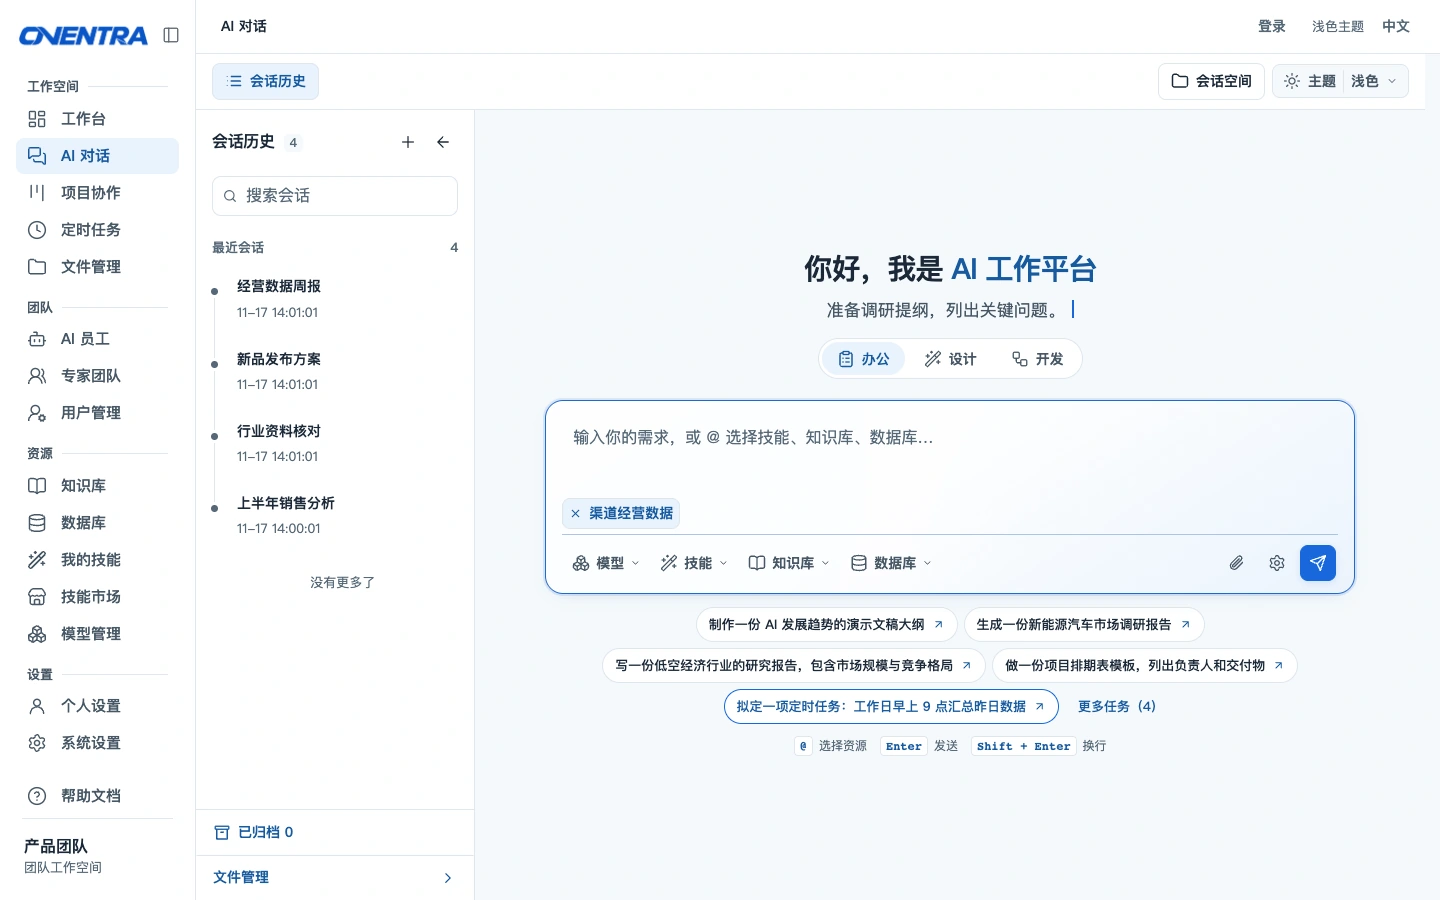 ONENTRA
AI 对话
登录
浅色主题
中文
工作空间
工作台
AI 对话
项目协作
定时任务
文件管理
团队
AI 员工
专家团队
用户管理
资源
知识库
数据库
我的技能
技能市场
模型管理
设置
个人设置
系统设置
帮助文档
产品团队
团队工作空间
会话历史
会话空间
主题 浅色
会话历史 4
搜索会话
最近会话 4
经营数据周报
11-17 14:01:01
新品发布方案
11-17 14:01:01
行业资料核对
11-17 14:01:01
上半年销售分析
11-17 14:00:01
没有更多了
已归档 0
文件管理
你好，我是 AI 工作平台
准备调研提纲，列出关键问题。
办公 设计 开发
输入你的需求，或 @ 选择技能、知识库、数据库...
× 渠道经营数据
模型 技能 知识库 数据库
制作一份 AI 发展趋势的演示文稿大纲
生成一份新能源汽车市场调研报告
写一份低空经济行业的研究报告，包含市场规模与竞争格局
做一份项目排期表模板，列出负责人和交付物
拟定一项定时任务：工作日早上 9 点汇总昨日数据
更多任务（4）
@ 选择资源 Enter 发送 Shift + Enter 换行